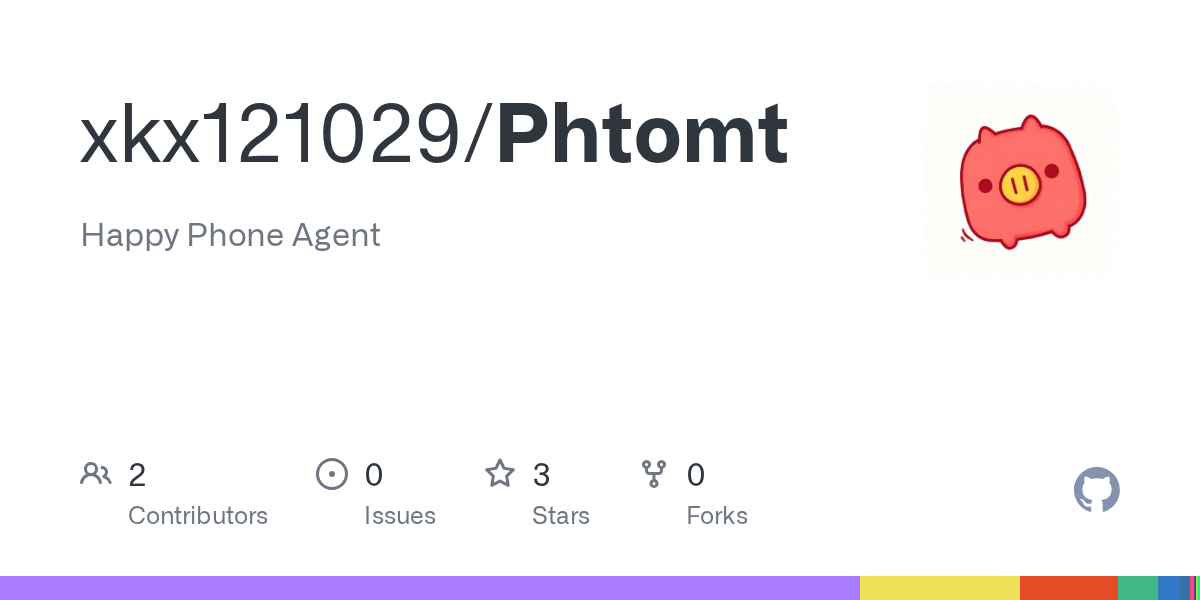 xkx121029/Phtomt
Happy Phone Agent
2
Contributors
0
Issues
3
Stars
0
Forks